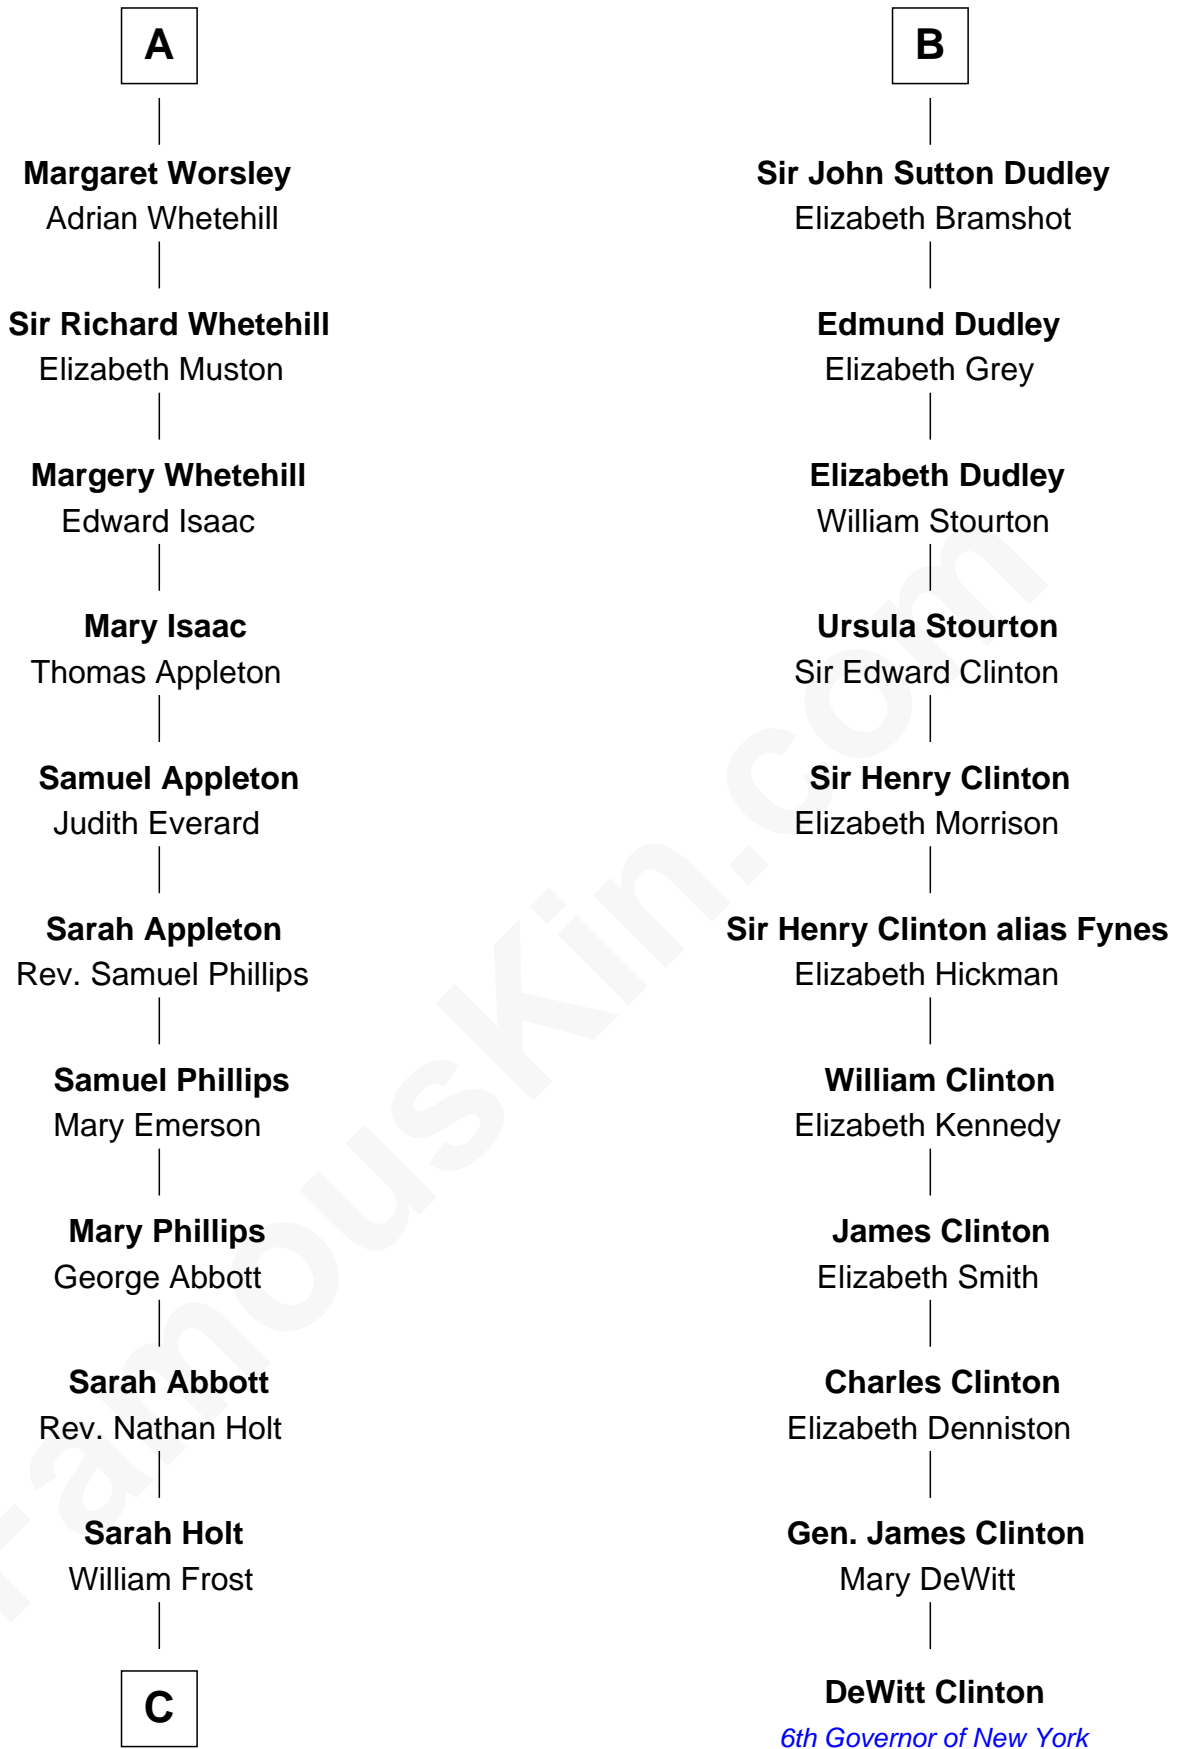 A
Margaret Worsley
Adrian Whetehill
Sir Richard Whetehill
Elizabeth Muston
Margery Whetehill
Edward Isaac
Mary Isaac
Thomas Appleton
Samuel Appleton
Judith Everard
Sarah Appleton
Rev. Samuel Phillips
Samuel Phillips
Mary Emerson
Mary Phillips
George Abbott
Sarah Abbott
Rev. Nathan Holt
Sarah Holt
William Frost
C
B
Sir John Sutton Dudley
Elizabeth Bramshot
Edmund Dudley
Elizabeth Grey
Elizabeth Dudley
William Stourton
Ursula Stourton
Sir Edward Clinton
Sir Henry Clinton
Elizabeth Morrison
Sir Henry Clinton alias Fynes
Elizabeth Hickman
William Clinton
Elizabeth Kennedy
James Clinton
Elizabeth Smith
Charles Clinton
Elizabeth Denniston
Gen. James Clinton
Mary DeWitt
DeWitt Clinton
6th Governor of New York
FamousKin.com